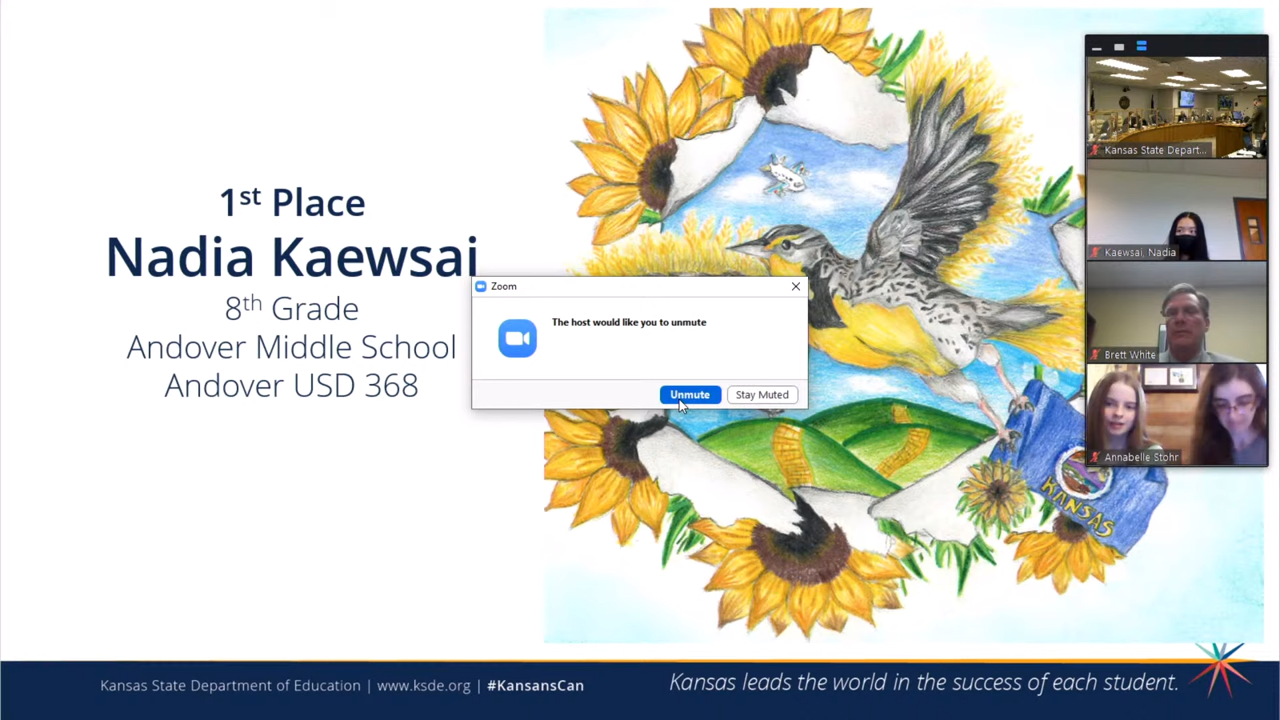 1st Place
Nadia Kaewsai
8th Grade
Andover Middle School
Andover USD 368
Zoom
The host would like you to unmute
Unmute
Stay Muted
Kansas State Depart...
Kaewsai, Nadia
Brett White
Annabelle Stohr
KANSAS
Kansas State Department of Education | www.ksde.org | #KansansCan
Kansas leads the world in the success of each student.